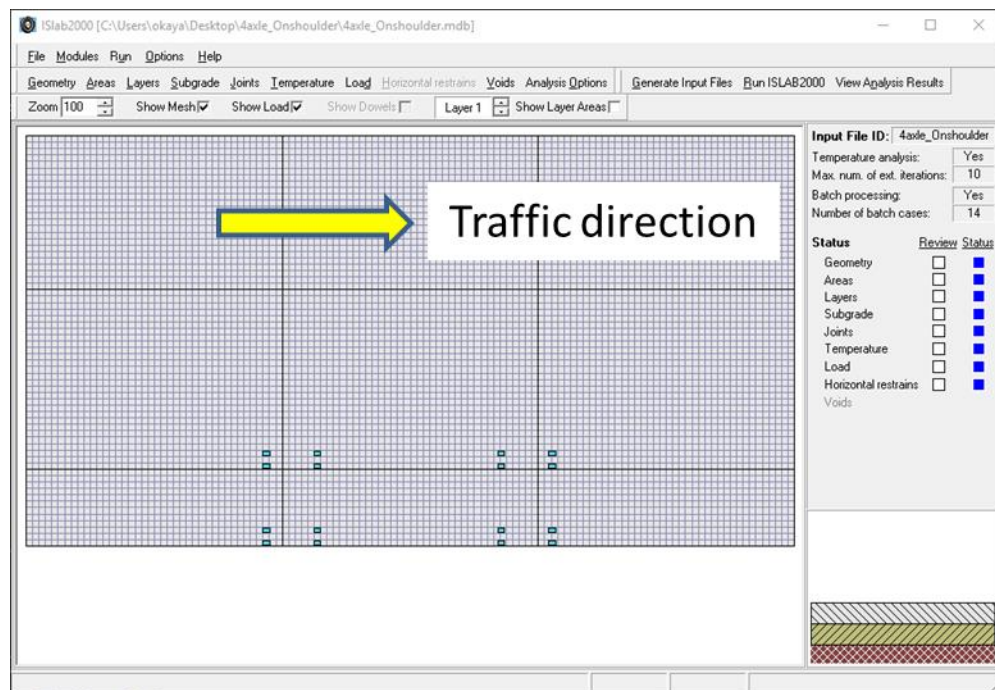 ISlab2000 [C:\Users\okaya\Desktop\4axle_Onshoulder\4axle_Onshoulder.mdb]
File Modules Run Options Help
Geometry Areas Layers Subgrade Joints Temperature Load Horizontal restrains Voids Analysis Options Generate Input Files Run ISLAB2000 View Analysis Results
Zoom 100 Show Mesh Show Load Show Dowels Layer 1 Show Layer Areas
Traffic direction
Input File ID: 4axle_Onshoulder
Temperature analysis: Yes
Max. num. of ext. iterations: 10
Batch processing: Yes
Number of batch cases: 14
Status Review Status
Geometry
Areas
Layers
Subgrade
Joints
Temperature
Load
Horizontal restrains
Voids